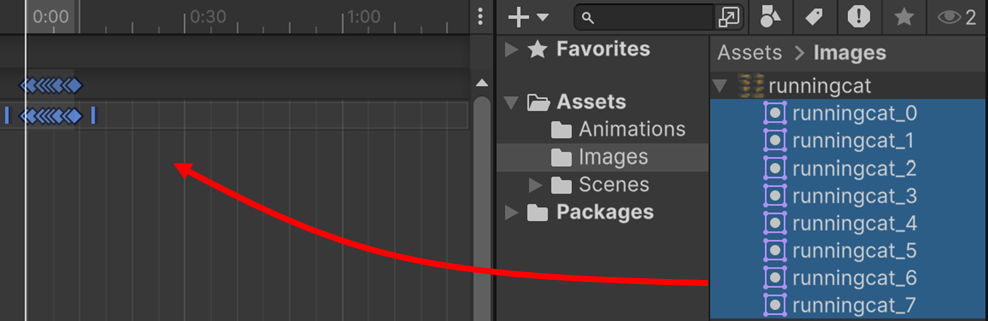 0:00 0:30 1:00
2
Favorites
Assets
Animations
Images
Scenes
Packages
Assets > Images
runningcat
runningcat_0
runningcat_1
runningcat_2
runningcat_3
runningcat_4
runningcat_5
runningcat_6
runningcat_7